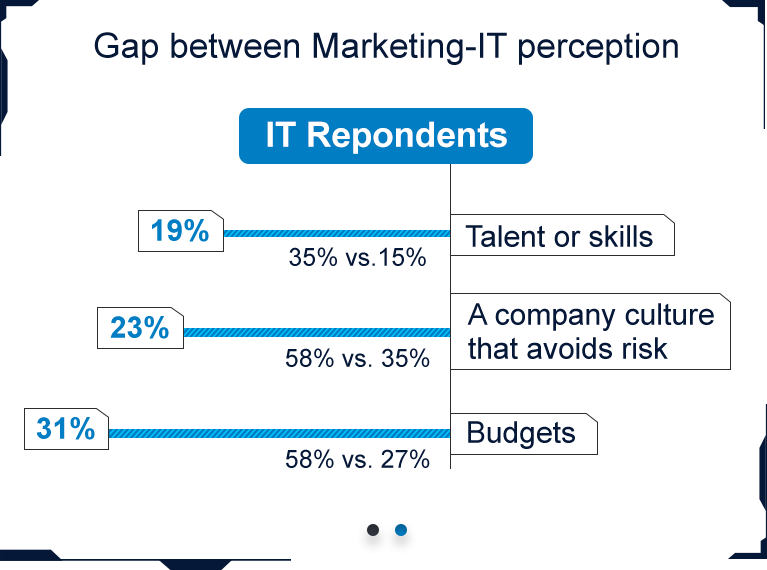 Gap between Marketing-IT perception
IT Repondents
19%
35% vs.15%
Talent or skills
23%
58% vs. 35%
A company culture
that avoids risk
31%
58% vs. 27%
Budgets